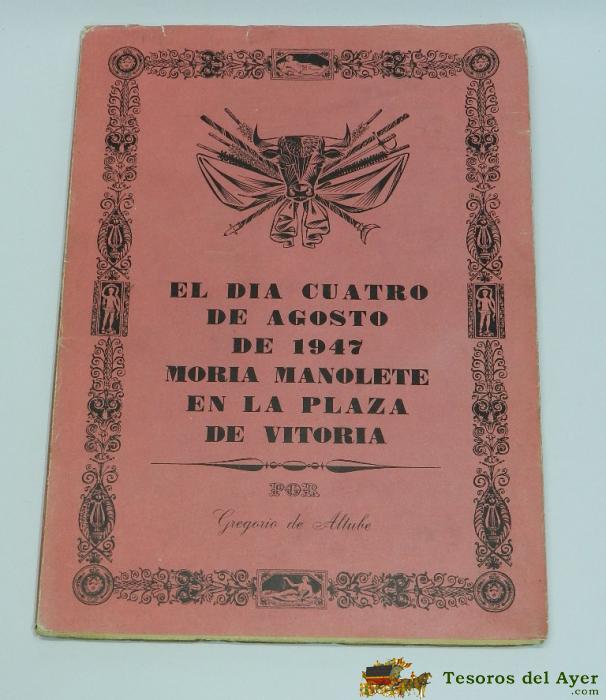 EL DIA CUATRO
DE AGOSTO
DE 1947
MORIA MANOLETE
EN LA PLAZA
DE VITORIA
POR
Gregorio de Altube
Tesoros del Ayer
.com